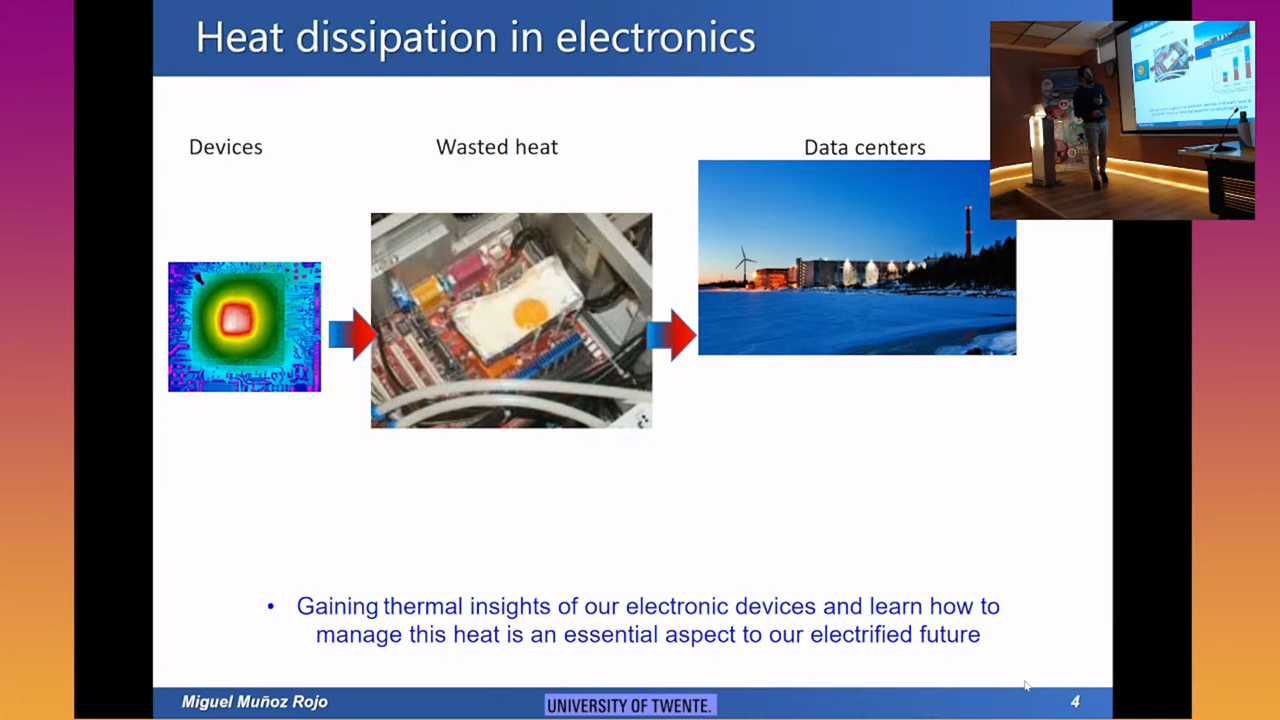 Heat dissipation in electronics
Devices
Wasted heat
Data centers
• Gaining thermal insights of our electronic devices and learn how to
manage this heat is an essential aspect to our electrified future
Miguel Muñoz Rojo
UNIVERSITY OF TWENTE.
4